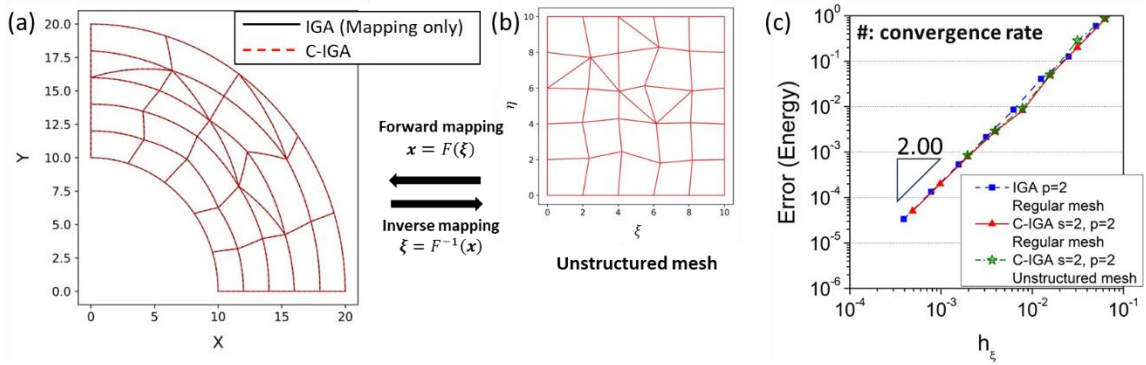 (a)
IGA (Mapping only)
C-IGA
20.0
17.5
15.0
12.5
10.0
7.5
5.0
2.5
0.0
Y
0
5
10
15
20
X
Forward mapping
x = F(ξ)
Inverse mapping
ξ = F⁻¹(x)
(b)
10
8
6
4
2
0
η
0
2
4
6
8
10
ξ
Unstructured mesh
(c)
#: convergence rate
10⁰
10⁻¹
10⁻²
10⁻³
10⁻⁴
10⁻⁵
10⁻⁶
Error (Energy)
2.00
IGA p=2
Regular mesh
C-IGA s=2, p=2
Regular mesh
C-IGA s=2, p=2
Unstructured mesh
10⁻⁴
10⁻³
10⁻²
10⁻¹
h_ξ